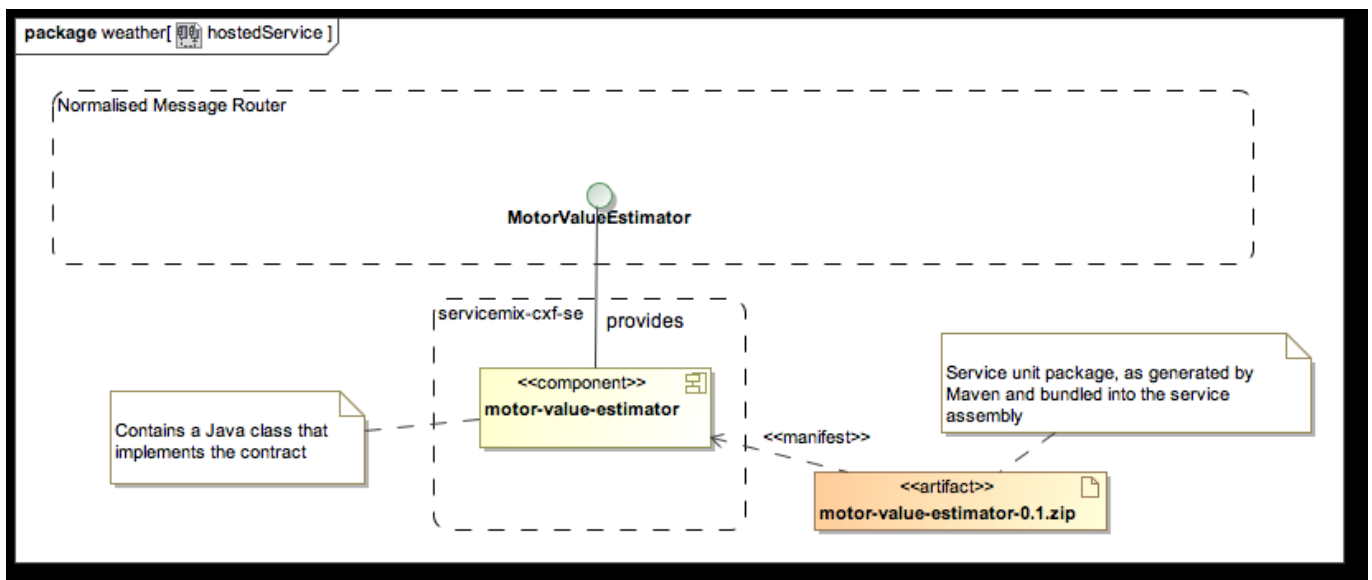 package weather[ hostedService ]
Normalised Message Router
MotorValueEstimator
servicemix-cxf-se
provides
<<component>>
motor-value-estimator
Contains a Java class that
implements the contract
Service unit package, as generated by
Maven and bundled into the service
assembly
<<manifest>>
<<artifact>>
motor-value-estimator-0.1.zip